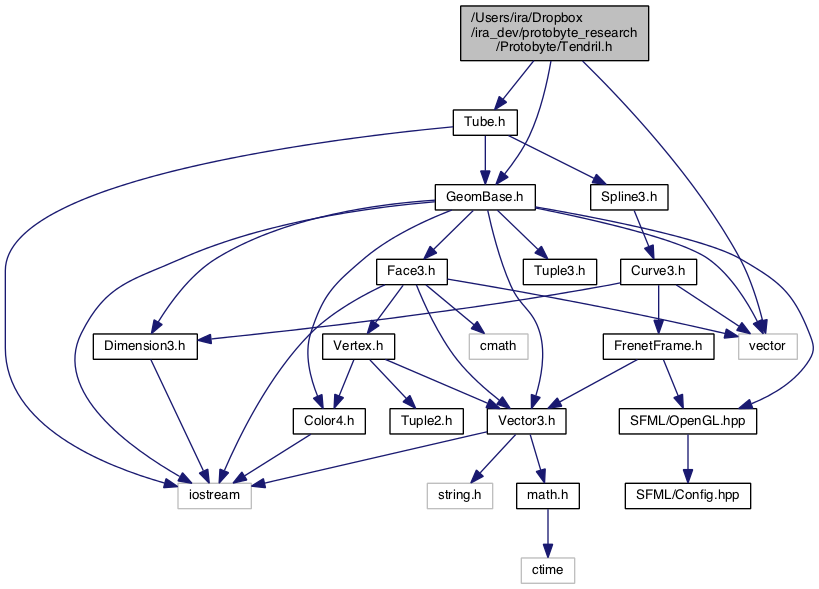 /Users/ira/Dropbox
/ira_dev/protobyte_research
/Protobyte/Tendril.h
Tube.h
GeomBase.h
Spline3.h
Face3.h
Tuple3.h
Curve3.h
Dimension3.h
Vertex.h
cmath
FrenetFrame.h
vector
Color4.h
Tuple2.h
Vector3.h
SFML/OpenGL.hpp
iostream
string.h
math.h
SFML/Config.hpp
ctime